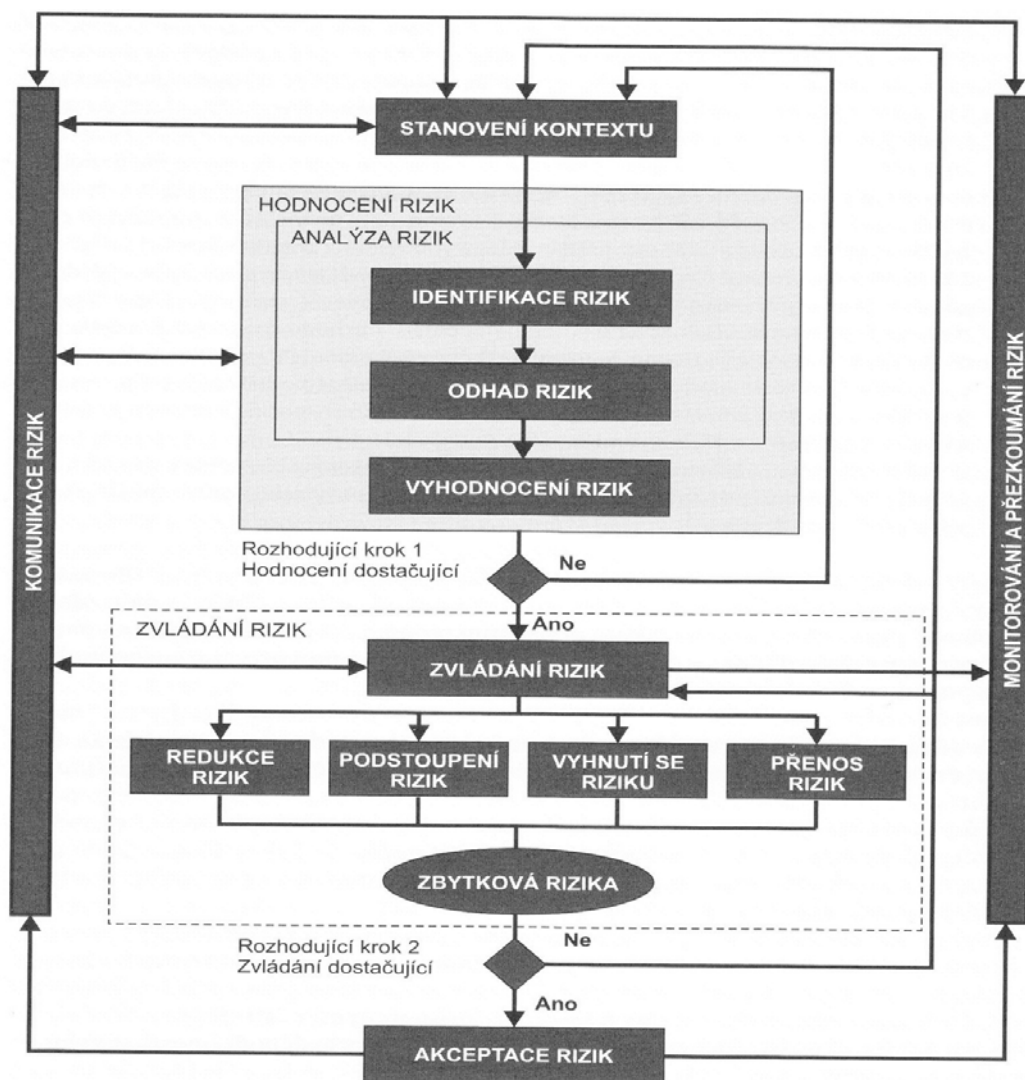 STANOVENÍ KONTEXTU
HODNOCENÍ RIZIK
ANALÝZA RIZIK
IDENTIFIKACE RIZIK
ODHAD RIZIK
VYHODNOCENÍ RIZIK
Rozhodující krok 1
Hodnocení dostačující
Ne
Ano
ZVLÁDÁNÍ RIZIK
ZVLÁDÁNÍ RIZIK
REDUKCE
RIZIK
PODSTOUPENÍ
RIZIK
VYHNUTÍ SE
RIZIKU
PŘENOS
RIZIK
ZBYTKOVÁ RIZIKA
Rozhodující krok 2
Zvládání dostačující
Ne
Ano
AKCEPTACE RIZIK
KOMUNIKACE RIZIK
MONITOROVÁNÍ A PŘEZKOUMÁNÍ RIZIK